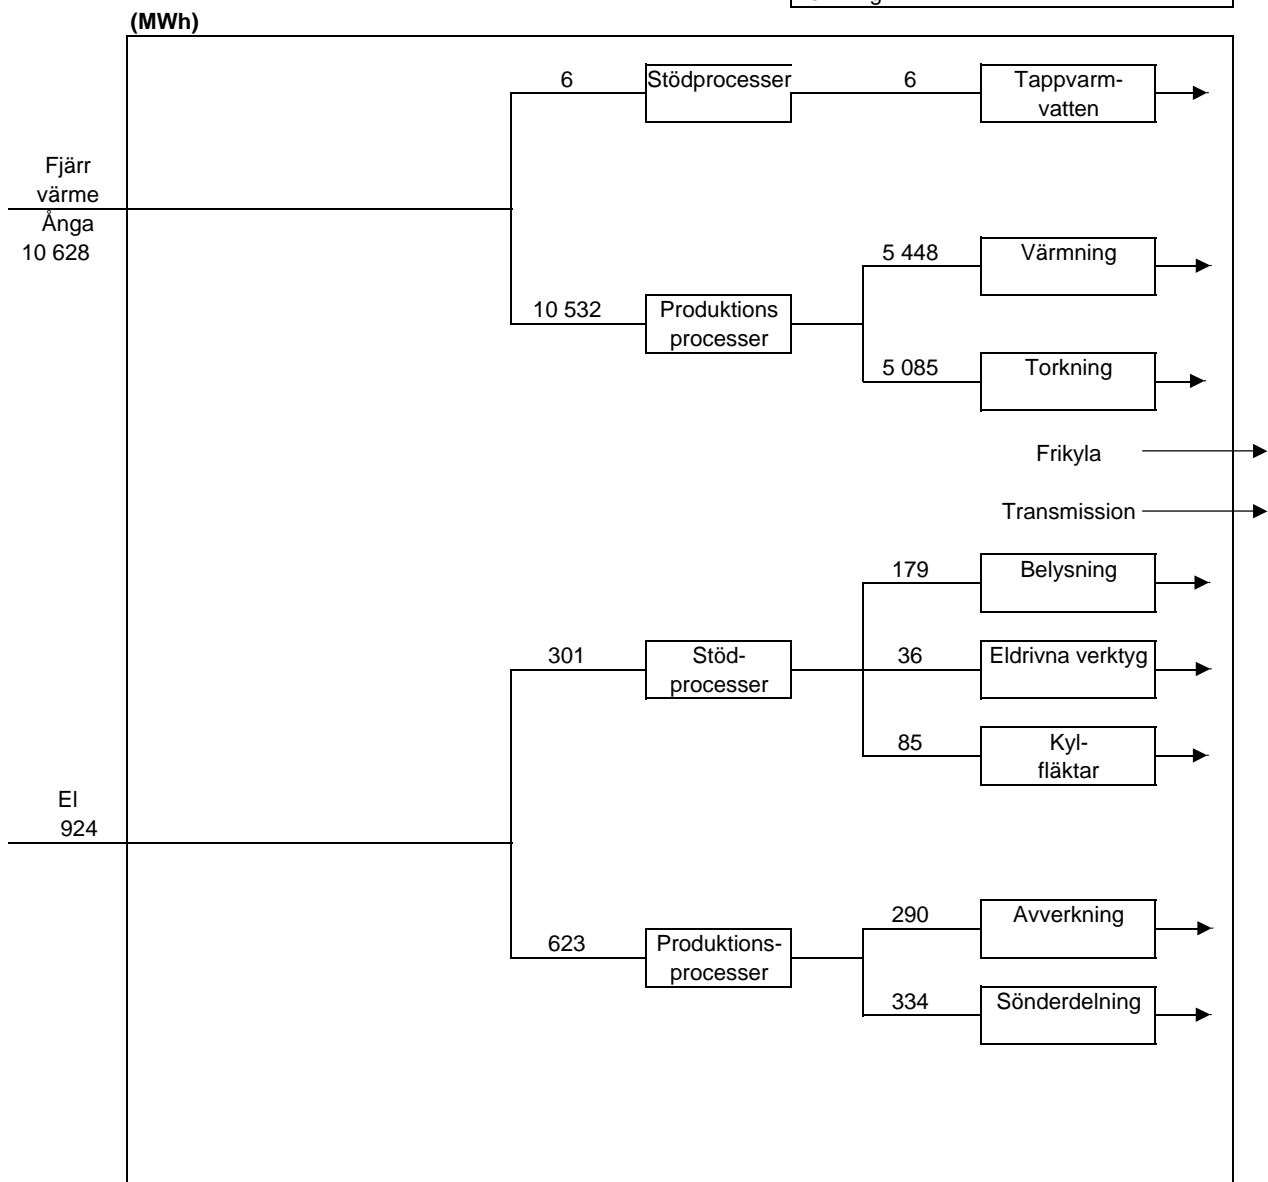 (MWh)
6
Stödprocesser
6
Tappvarm-
vatten
Fjärr
värme
Ånga
10 628
5 448
Värmning
10 532
Produktions
processer
5 085
Torkning
Frikyla
Transmission
179
Belysning
301
Stöd-
processer
36
Eldrivna verktyg
85
Kyl-
fläktar
El
924
290
Avverkning
623
Produktions-
processer
334
Sönderdelning